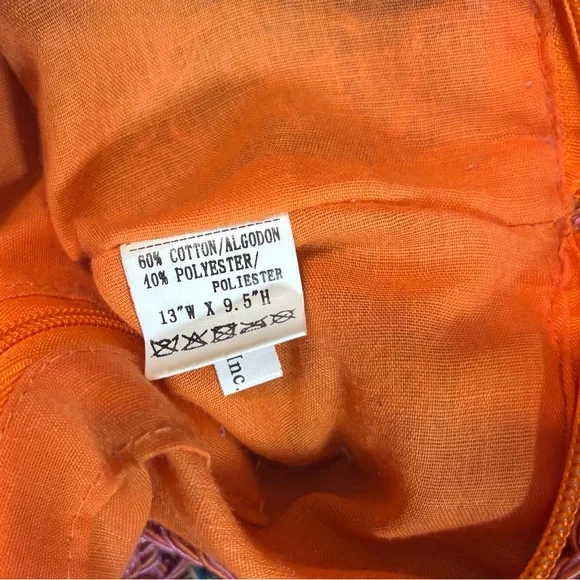 60% COTTON/ALGODON
40% POLYESTER/
POLIESTER
13"W X 9.5"H
Inc.